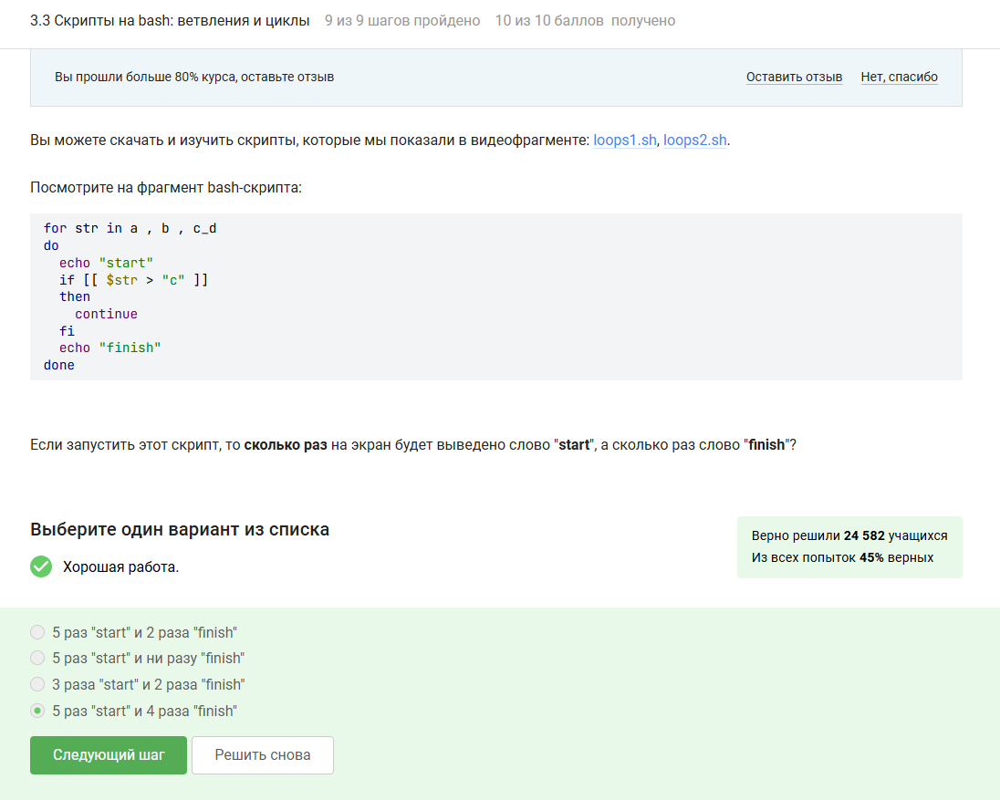 3.3 Скрипты на bash: ветвления и циклы 9 из 9 шагов пройдено 10 из 10 баллов получено
Вы прошли больше 80% курса, оставьте отзыв Оставить отзыв Нет, спасибо
Вы можете скачать и изучить скрипты, которые мы показали в видеофрагменте: loops1.sh, loops2.sh.
Посмотрите на фрагмент bash-скрипта:
for str in a , b , c_d
do
  echo "start"
  if [[ $str > "c" ]]
  then
    continue
  fi
  echo "finish"
done
Если запустить этот скрипт, то сколько раз на экран будет выведено слово "start", а сколько раз слово "finish"?
Выберите один вариант из списка
Хорошая работа.
Верно решили 24 582 учащихся
Из всех попыток 45% верных
5 раз "start" и 2 раза "finish"
5 раз "start" и ни разу "finish"
3 раза "start" и 2 раза "finish"
5 раз "start" и 4 раза "finish"
Следующий шаг Решить снова